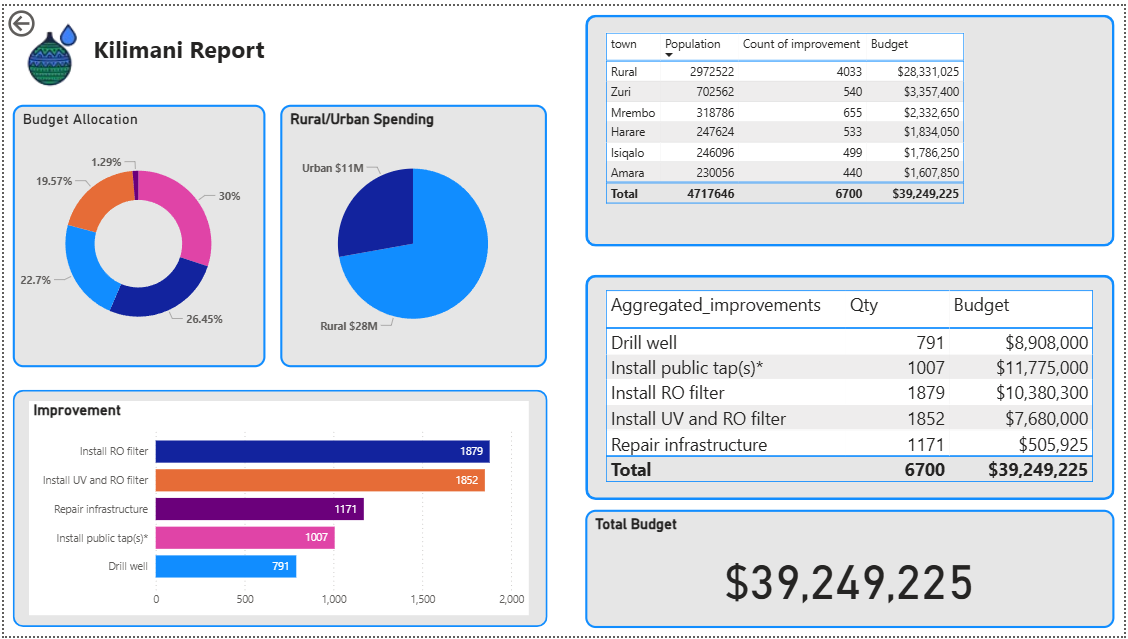 Kilimani Report
Budget Allocation
1.29%
19.57%
30%
22.7%
26.45%
Rural/Urban Spending
Urban $11M
Rural $28M
Improvement
Install RO filter 1879
Install UV and RO filter 1852
Repair infrastructure 1171
Install public tap(s)* 1007
Drill well 791
0 500 1,000 1,500 2,000
town Population Count of improvement Budget
Rural 2972522 4033 $28,331,025
Zuri 702562 540 $3,357,400
Mrembo 318786 655 $2,332,650
Harare 247624 533 $1,834,050
Isiqalo 246096 499 $1,786,250
Amara 230056 440 $1,607,850
Total 4717646 6700 $39,249,225
Aggregated_improvements Qty Budget
Drill well 791 $8,908,000
Install public tap(s)* 1007 $11,775,000
Install RO filter 1879 $10,380,300
Install UV and RO filter 1852 $7,680,000
Repair infrastructure 1171 $505,925
Total 6700 $39,249,225
Total Budget
$39,249,225